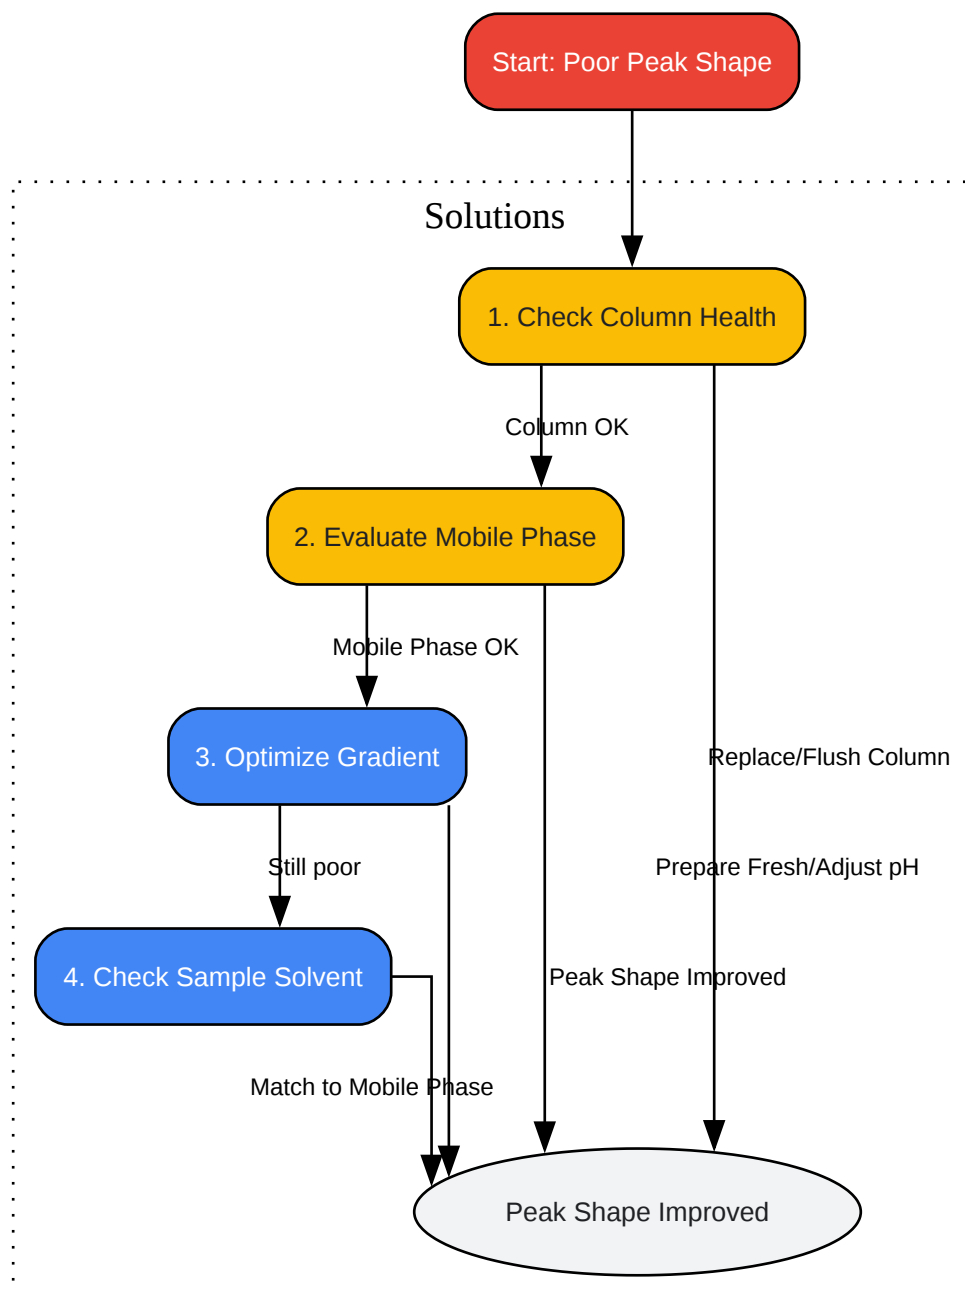 Start: Poor Peak Shape
Solutions
1. Check Column Health
Column OK
2. Evaluate Mobile Phase
Mobile Phase OK
3. Optimize Gradient
Replace/Flush Column
Still poor
Prepare Fresh/Adjust pH
4. Check Sample Solvent
Peak Shape Improved
Match to Mobile Phase
Peak Shape Improved